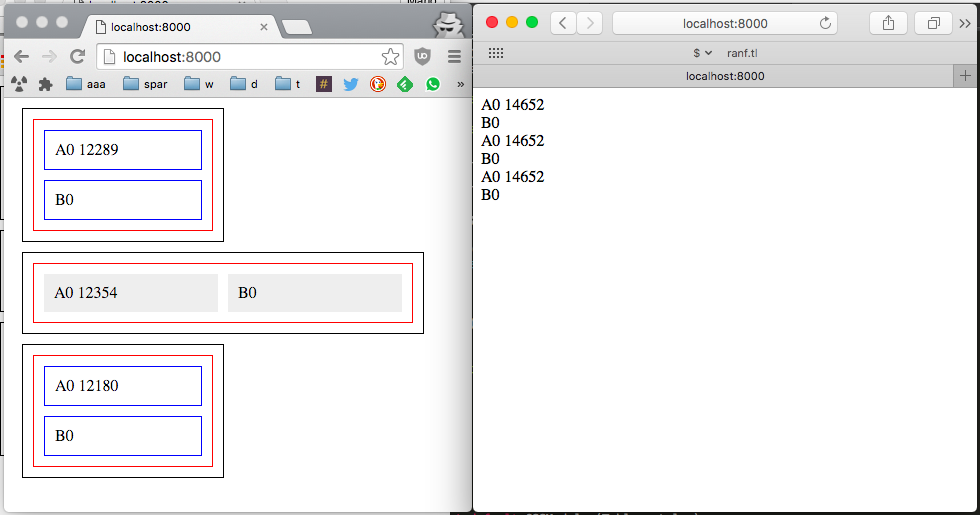 localhost:8000
localhost:8000
aaa spar w d t # »
A0 12289
B0
A0 12354 B0
A0 12180
B0
localhost:8000
$ ranf.tl
localhost:8000
A0 14652
B0
A0 14652
B0
A0 14652
B0